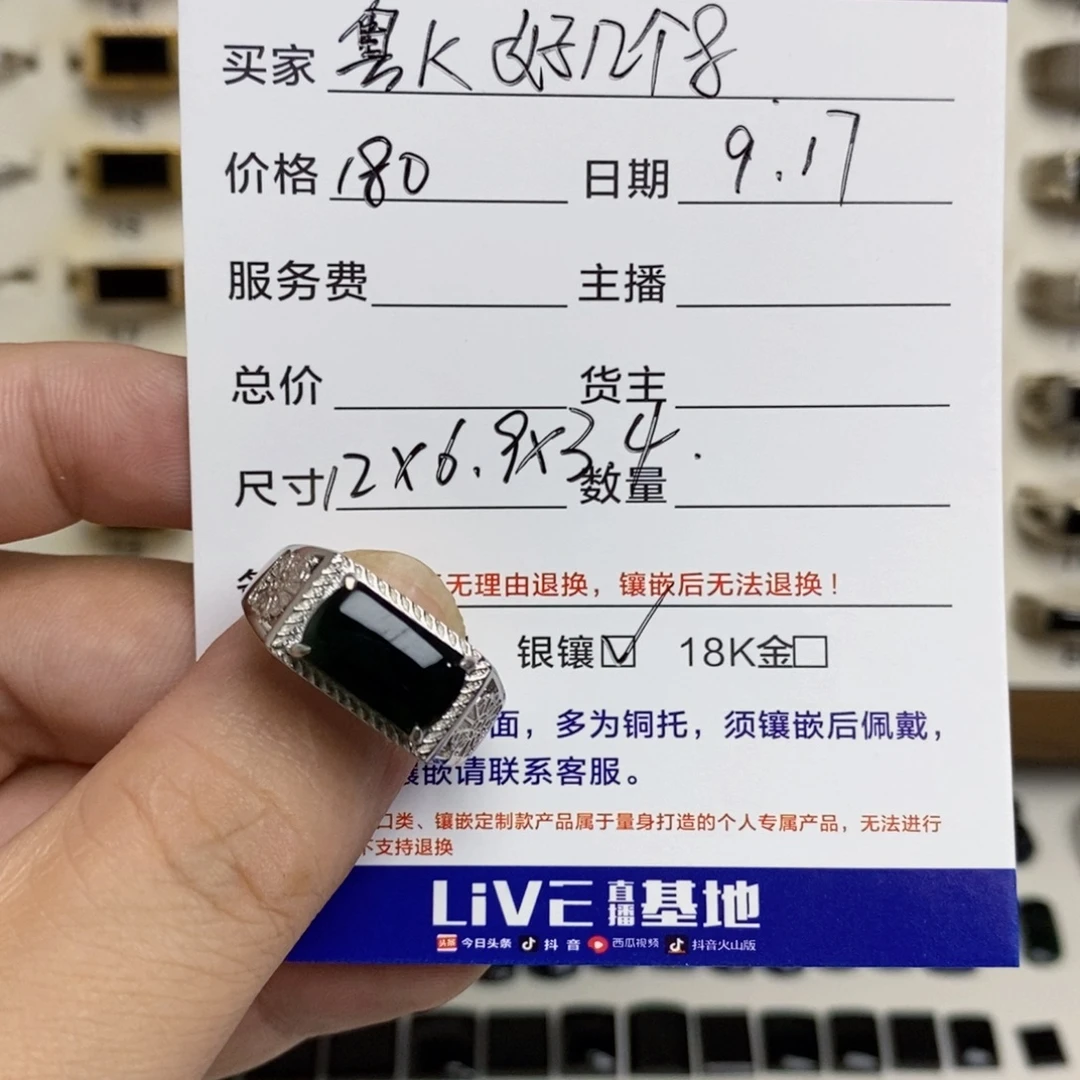 买家 粤K好几个8
价格 180 日期 9.17
服务费 主播
总价 货主
尺寸 12×6.9×3.4. 数量
无理由退换，镶嵌后无法退换！
银镶☑ 18K金□
面，多为铜托，须镶嵌后佩戴，
镶嵌请联系客服。
口类、镶嵌定制款产品属于量身打造的个人专属产品，无法进行
不支持退换
LiVE 直播 基地
今日头条 抖音 西瓜视频 抖音火山版